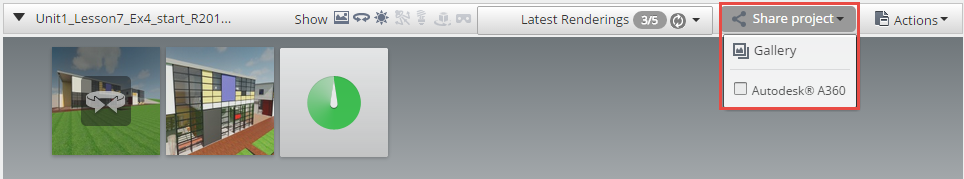 Unit1_Lesson7_Ex4_start_R201... Show Latest Renderings 3/5 Share project Actions
Gallery
Autodesk® A360